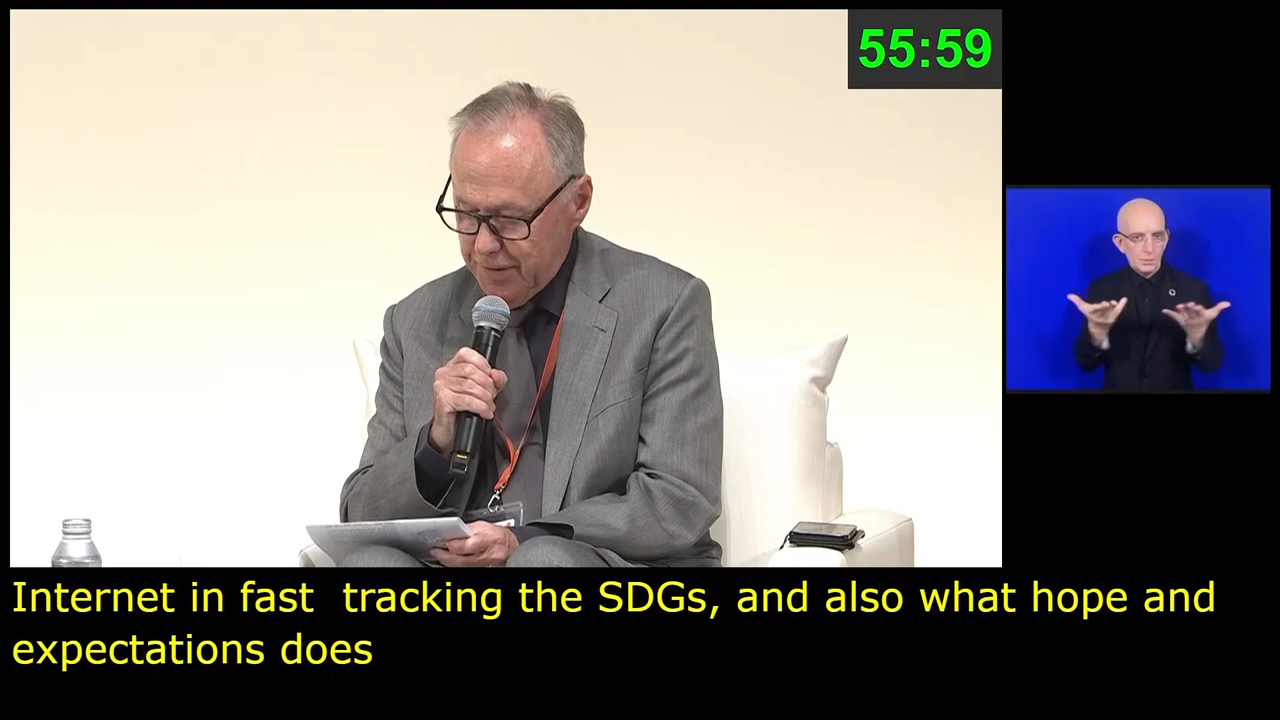 55:59
Internet in fast  tracking the SDGs, and also what hope and
expectations does